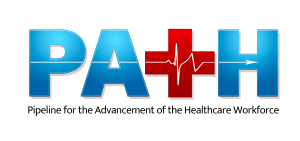 PATH
Pipeline for the Advancement of the Healthcare Workforce